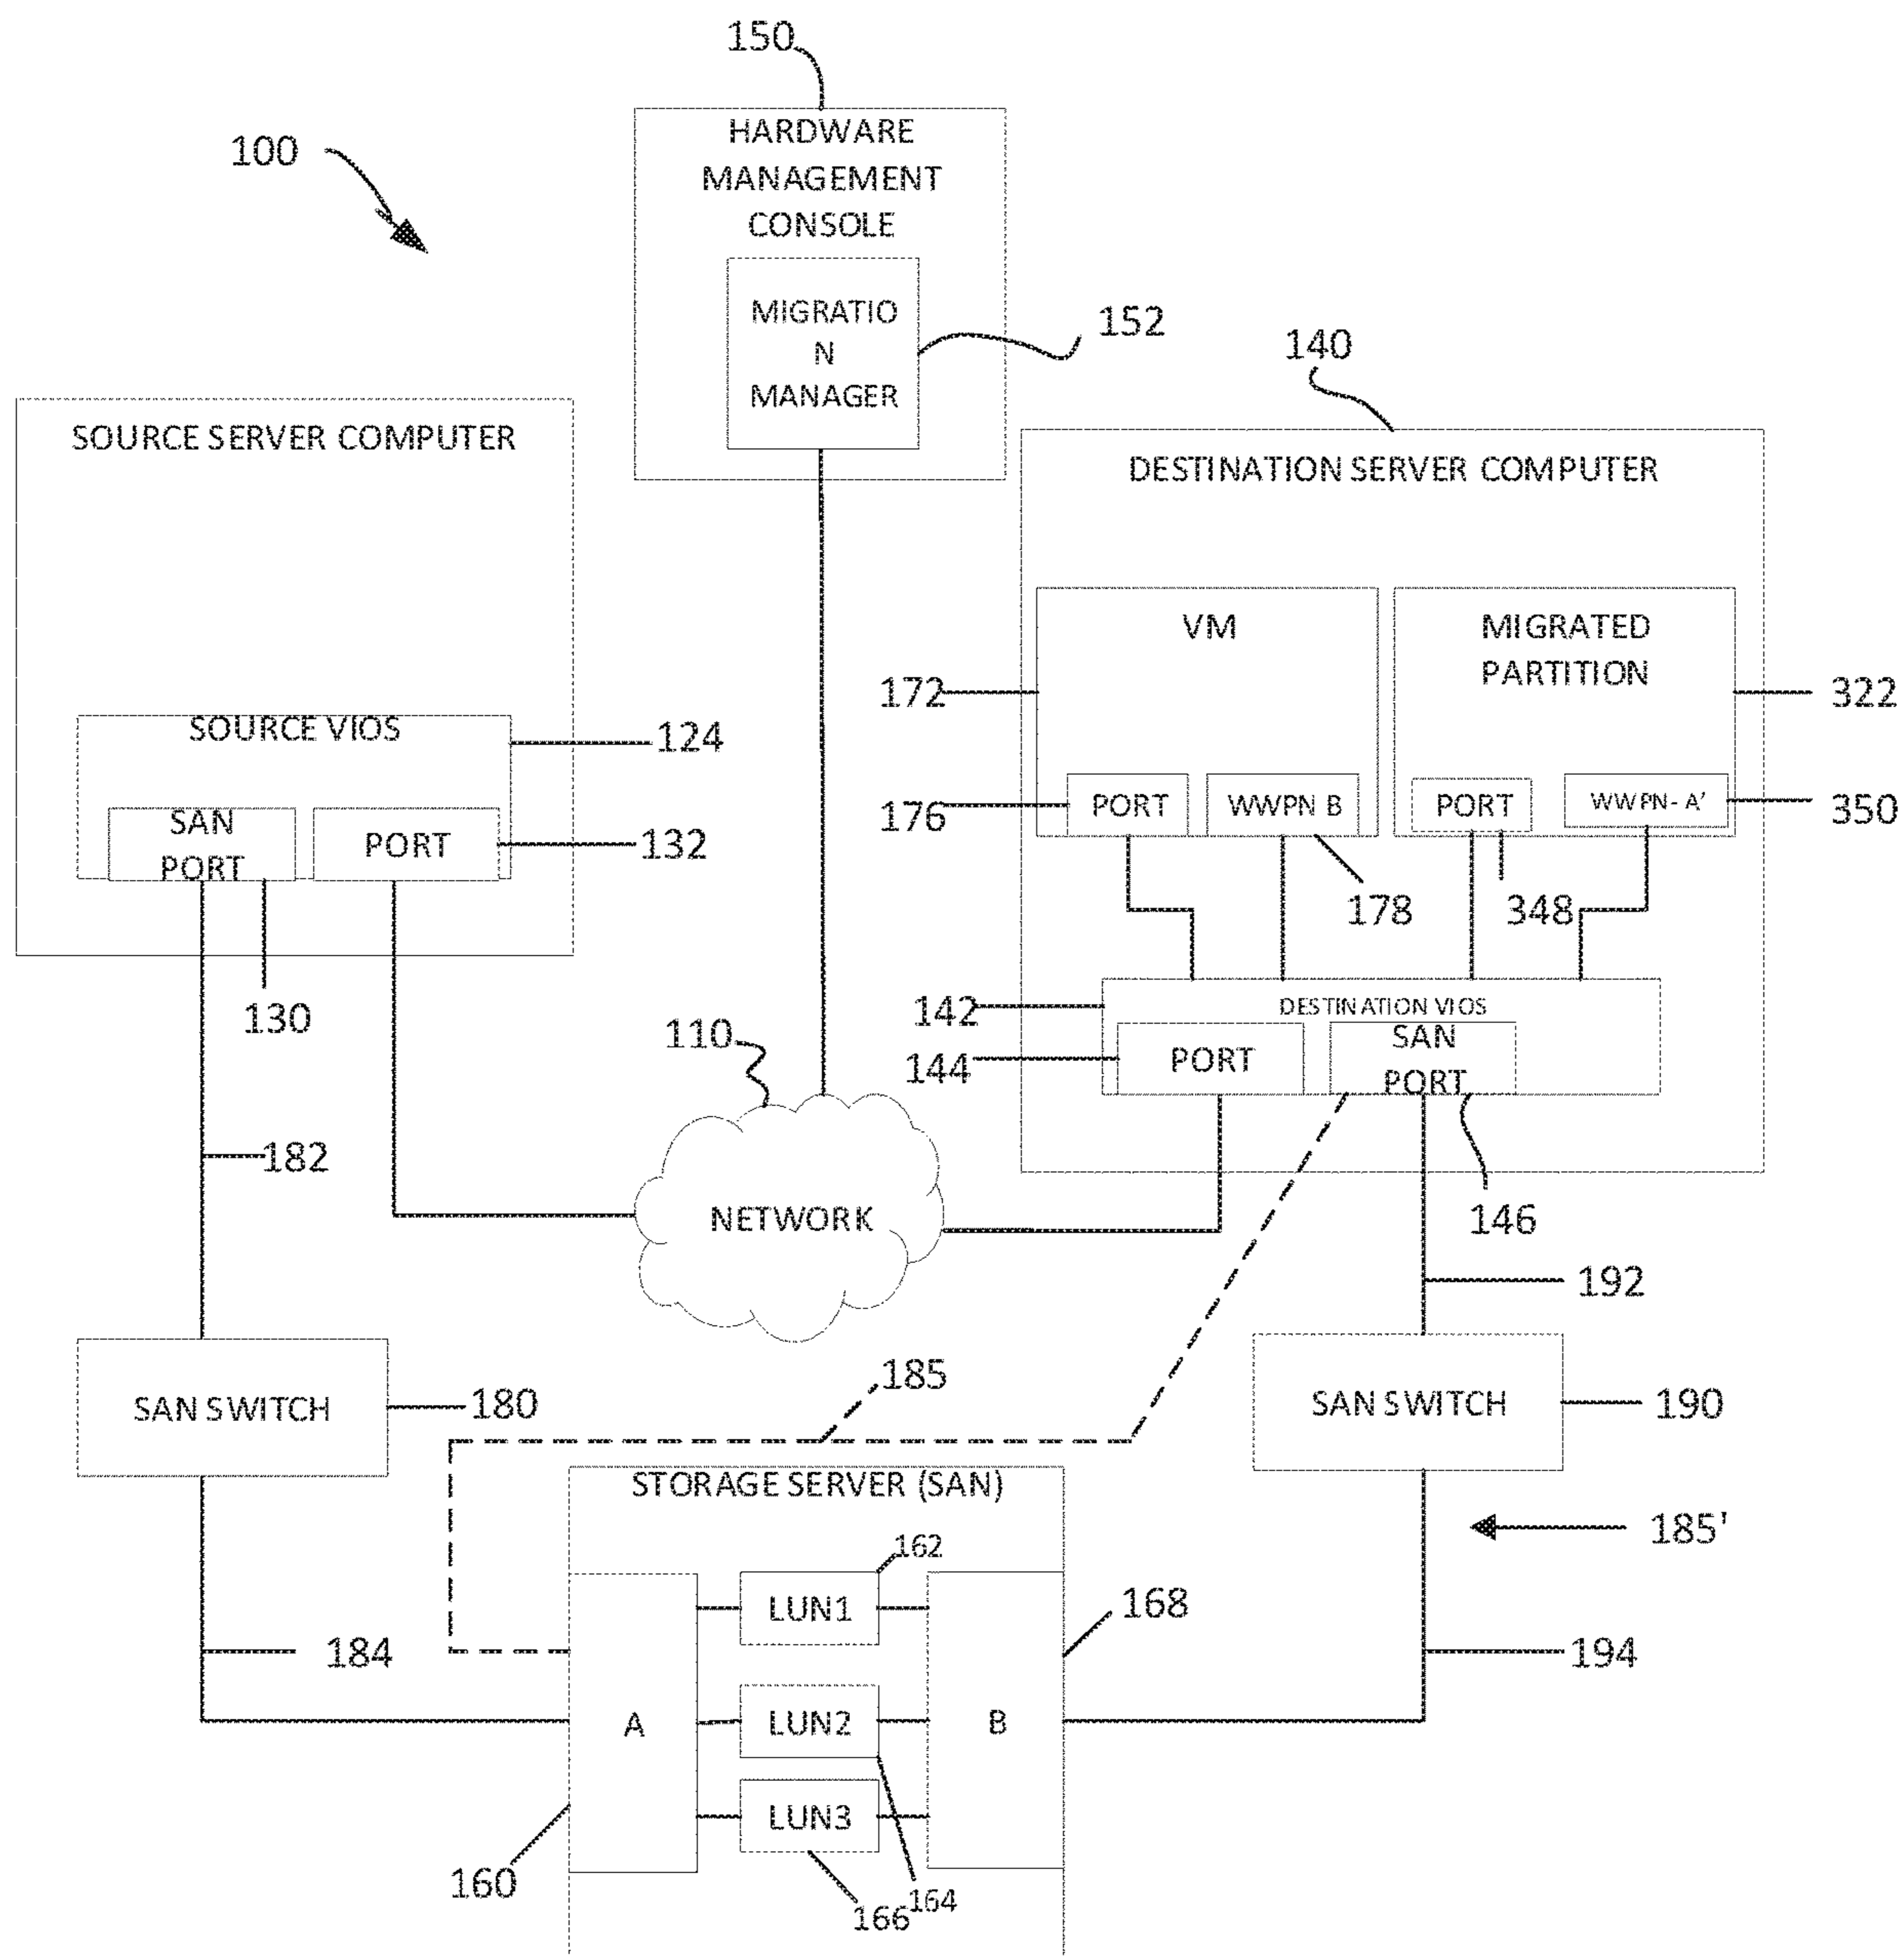 150
HARDWARE
MANAGEMENT
CONSOLE
100
MIGRATIO
N
MANAGER
152
140
SOURCE SERVER COMPUTER
DESTINATION SERVER COMPUTER
VM
MIGRATED
PARTITION
172
322
SOURCE VIOS
124
SAN
PORT
PORT
132
176
PORT
WWPN B
PORT
WWPN- A'
350
178
348
130
142
DESTINATION VIOS
110
144
PORT
SAN
PORT
182
NETWORK
146
192
185
SAN SWITCH
180
SAN SWITCH
190
STORAGE SERVER (SAN)
185'
162
LUN1
168
184
194
A
LUN2
B
LUN3
160
164
166